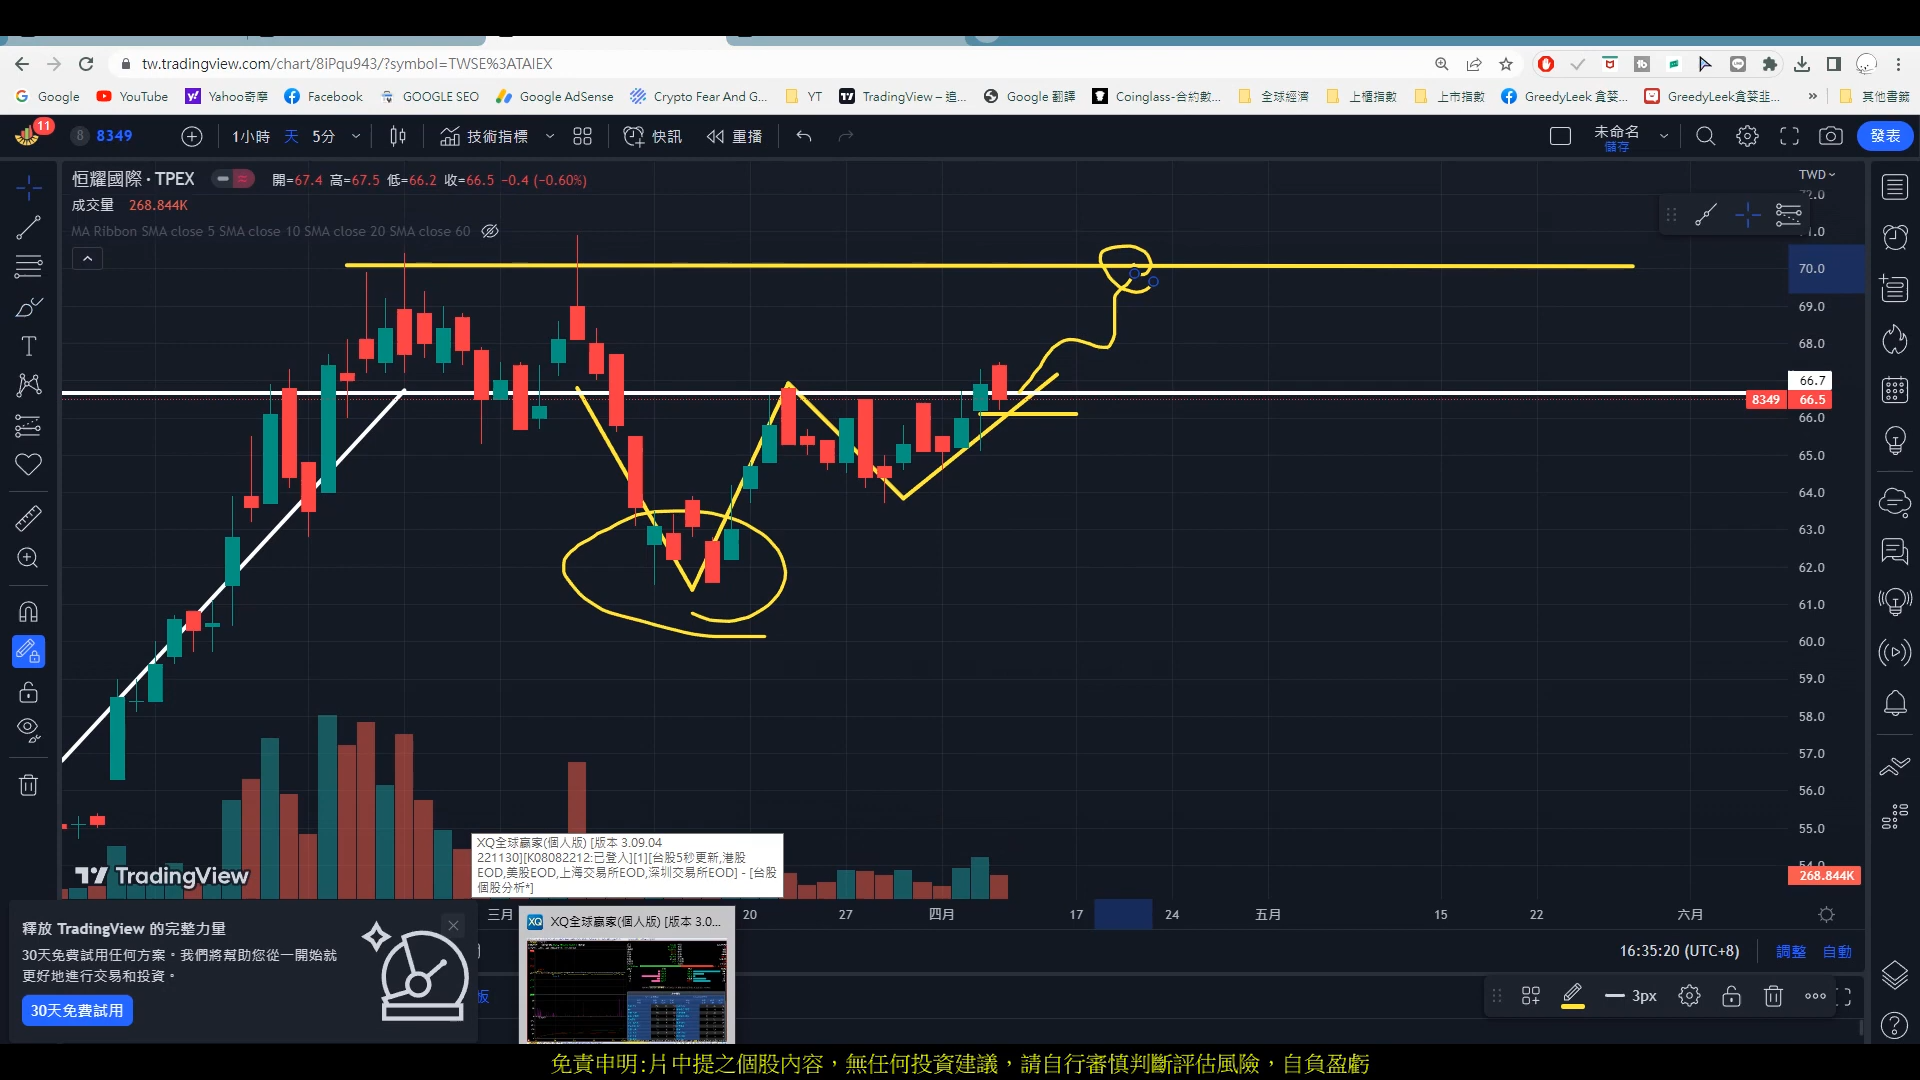 tw.tradingview.com/chart/8iPqu943/?symbol=TWSE%3ATAIEX
Google YouTube Yahoo奇摩 Facebook GOOGLE SEO Google AdSense Crypto Fear And G... YT TradingView – 追... Google 翻譯 Coinglass-合約數... 全球經濟 上櫃指數 上市指數 GreedyLeek 貪婪... GreedyLeek貪婪韭... » 其他書籤
11 8 8349 1小時 天 5分 技術指標 快訊 重播 未命名 發表
儲存
恒耀國際 · TPEX 開=67.4 高=67.5 低=66.2 收=66.5 -0.4 (-0.60%)
TWD
成交量 268.844K
72.0
MA Ribbon SMA close 5 SMA close 10 SMA close 20 SMA close 60
71.0
70.0
69.0
68.0
66.7
8349 66.5
66.0
65.0
64.0
63.0
62.0
61.0
60.0
59.0
58.0
57.0
56.0
55.0
54.0
268.844K
TradingView
XQ全球贏家(個人版) [版本 3.09.04
221130][K08082212:已登入][1][台股5秒更新,港股
EOD,美股EOD,上海交易所EOD,深圳交易所EOD] - [台股
個股分析*]
三月 20 27 四月 17 24 五月 15 22 六月
XQ XQ全球贏家(個人版) [版本 3.0...
釋放 TradingView 的完整力量
30天免費試用任何方案。我們將幫助您從一開始就
更好地進行交易和投資。
30天免費試用
16:35:20 (UTC+8) 調整 自動
板
3px
免責申明:片中提之個股內容，無任何投資建議，請自行審慎判斷評估風險，自負盈虧